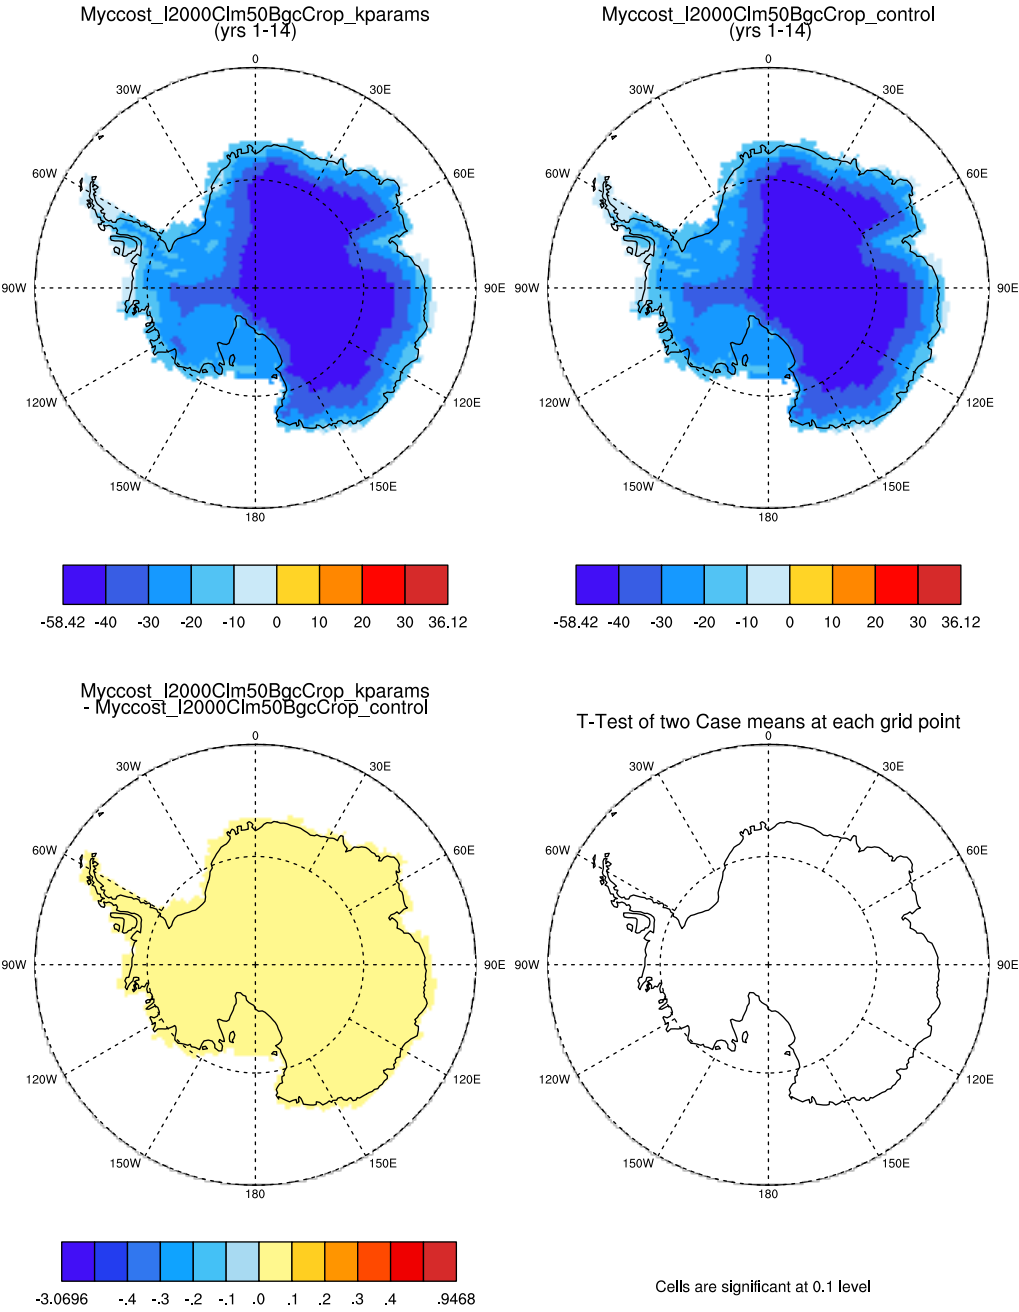 Myccost_I2000Clm50BgcCrop_kparams
(yrs 1-14)
0
30W
30E
60W
60E
90W
90E
120W
120E
150W
150E
180
-58.42 -40 -30 -20 -10 0 10 20 30 36.12
Myccost_I2000Clm50BgcCrop_control
(yrs 1-14)
0
30W
30E
60W
60E
90W
90E
120W
120E
150W
150E
180
-58.42 -40 -30 -20 -10 0 10 20 30 36.12
Myccost_I2000Clm50BgcCrop_kparams
- Myccost_I2000Clm50BgcCrop_control
0
30W
30E
60W
60E
90W
90E
120W
120E
150W
150E
180
-3.0696 -.4 -.3 -.2 -.1 .0 .1 .2 .3 .4 .9468
T-Test of two Case means at each grid point
0
30W
30E
60W
60E
90W
90E
120W
120E
150W
150E
180
Cells are significant at 0.1 level